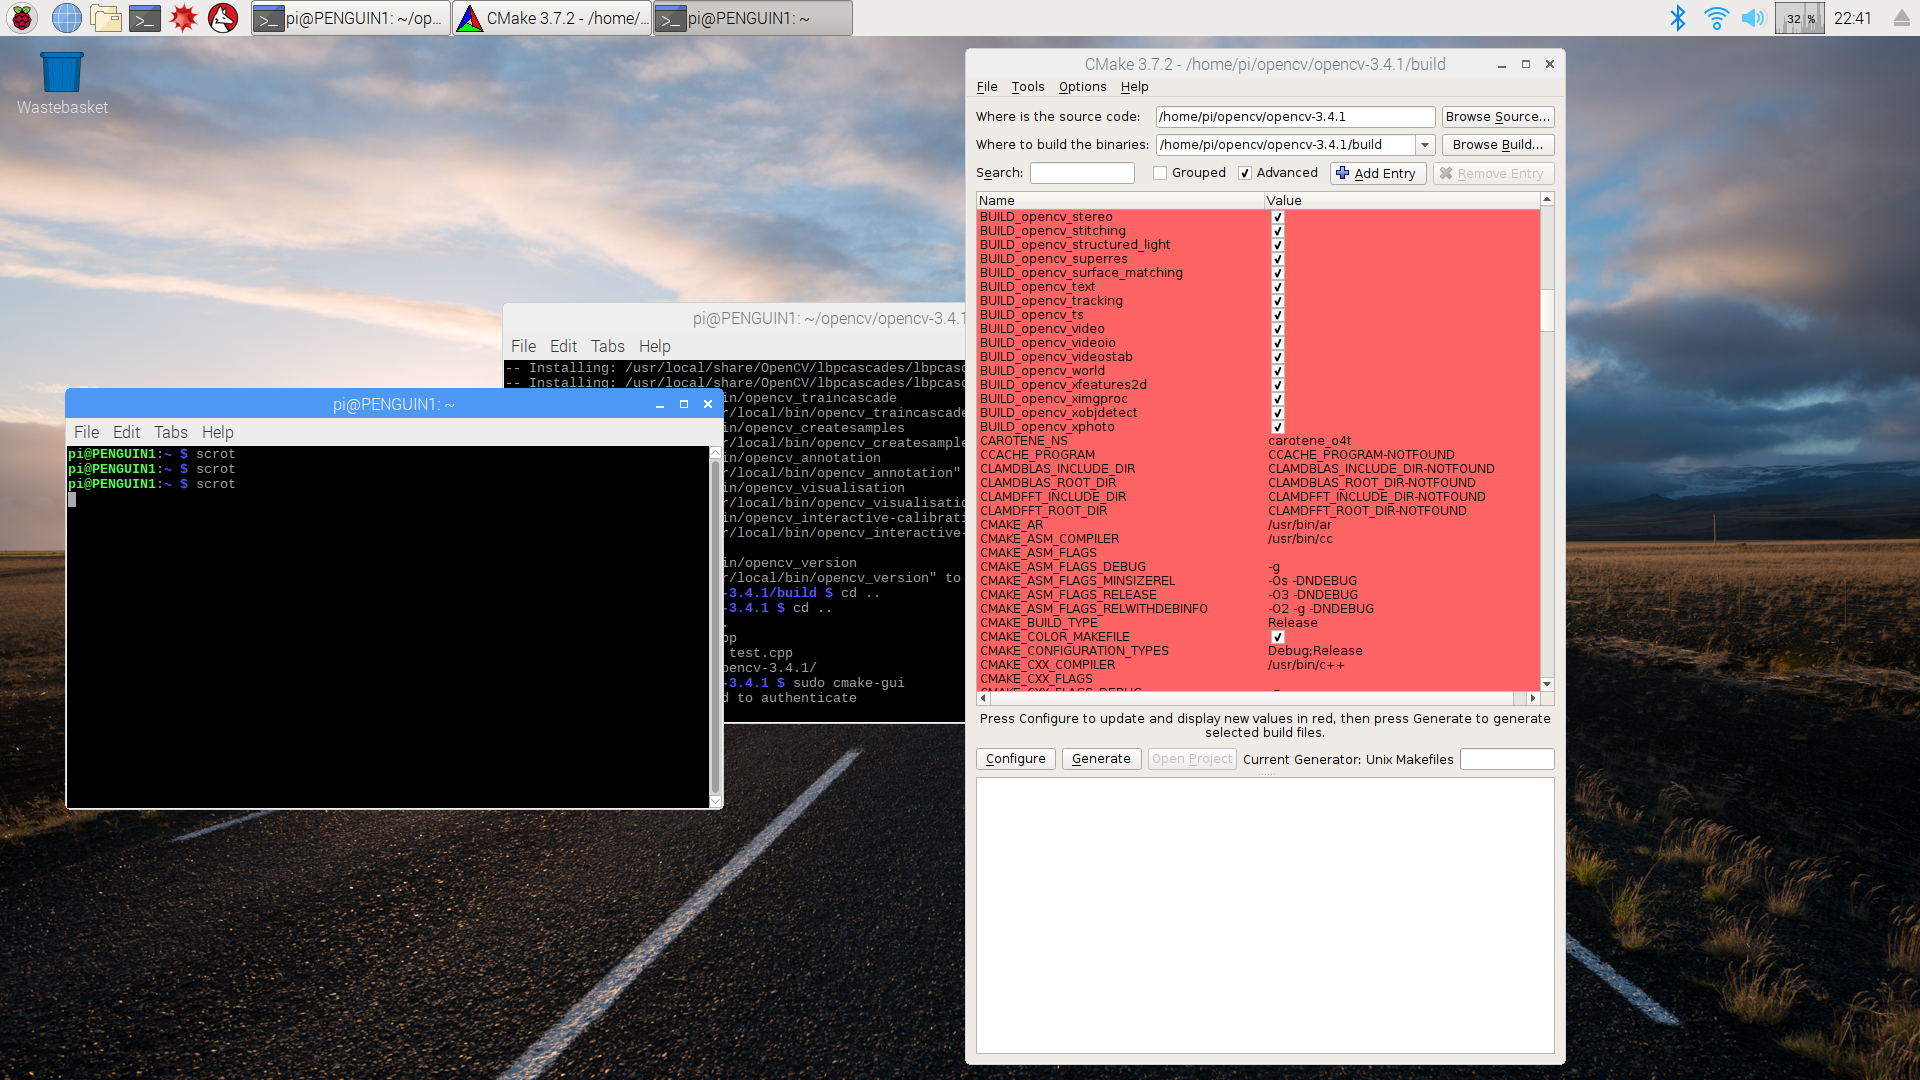 pi@PENGUIN1: ~/op...
CMake 3.7.2 - /home/...
pi@PENGUIN1: ~
32 %
22:41
Wastebasket
pi@PENGUIN1: ~/opencv/opencv-3.4.1
File Edit Tabs Help
-- Installing: /usr/local/share/OpenCV/lbpcascades/lbpcasc
-- Installing: /usr/local/share/OpenCV/lbpcascades/lbpcasc
in/opencv_traincascade
r/local/bin/opencv_traincascade
in/opencv_createsamples
r/local/bin/opencv_createsample
in/opencv_annotation
r/local/bin/opencv_annotation"
in/opencv_visualisation
r/local/bin/opencv_visualisatio
in/opencv_interactive-calibrati
r/local/bin/opencv_interactive-
in/opencv_version
r/local/bin/opencv_version" to
-3.4.1/build $ cd ..
-3.4.1 $ cd ..
.
pp
test.cpp
pencv-3.4.1/
-3.4.1 $ sudo cmake-gui
d to authenticate
pi@PENGUIN1: ~
File Edit Tabs Help
pi@PENGUIN1:~ $ scrot
pi@PENGUIN1:~ $ scrot
pi@PENGUIN1:~ $ scrot
CMake 3.7.2 - /home/pi/opencv/opencv-3.4.1/build
File Tools Options Help
Where is the source code: /home/pi/opencv/opencv-3.4.1 Browse Source...
Where to build the binaries: /home/pi/opencv/opencv-3.4.1/build Browse Build...
Search: Grouped Advanced Add Entry Remove Entry
Name Value
BUILD_opencv_stereo
BUILD_opencv_stitching
BUILD_opencv_structured_light
BUILD_opencv_superres
BUILD_opencv_surface_matching
BUILD_opencv_text
BUILD_opencv_tracking
BUILD_opencv_ts
BUILD_opencv_video
BUILD_opencv_videoio
BUILD_opencv_videostab
BUILD_opencv_world
BUILD_opencv_xfeatures2d
BUILD_opencv_ximgproc
BUILD_opencv_xobjdetect
BUILD_opencv_xphoto
CAROTENE_NS carotene_o4t
CCACHE_PROGRAM CCACHE_PROGRAM-NOTFOUND
CLAMDBLAS_INCLUDE_DIR CLAMDBLAS_INCLUDE_DIR-NOTFOUND
CLAMDBLAS_ROOT_DIR CLAMDBLAS_ROOT_DIR-NOTFOUND
CLAMDFFT_INCLUDE_DIR CLAMDFFT_INCLUDE_DIR-NOTFOUND
CLAMDFFT_ROOT_DIR CLAMDFFT_ROOT_DIR-NOTFOUND
CMAKE_AR /usr/bin/ar
CMAKE_ASM_COMPILER /usr/bin/cc
CMAKE_ASM_FLAGS
CMAKE_ASM_FLAGS_DEBUG -g
CMAKE_ASM_FLAGS_MINSIZEREL -Os -DNDEBUG
CMAKE_ASM_FLAGS_RELEASE -O3 -DNDEBUG
CMAKE_ASM_FLAGS_RELWITHDEBINFO -O2 -g -DNDEBUG
CMAKE_BUILD_TYPE Release
CMAKE_COLOR_MAKEFILE
CMAKE_CONFIGURATION_TYPES Debug;Release
CMAKE_CXX_COMPILER /usr/bin/c++
CMAKE_CXX_FLAGS
Press Configure to update and display new values in red, then press Generate to generate
selected build files.
Configure Generate Open Project Current Generator: Unix Makefiles